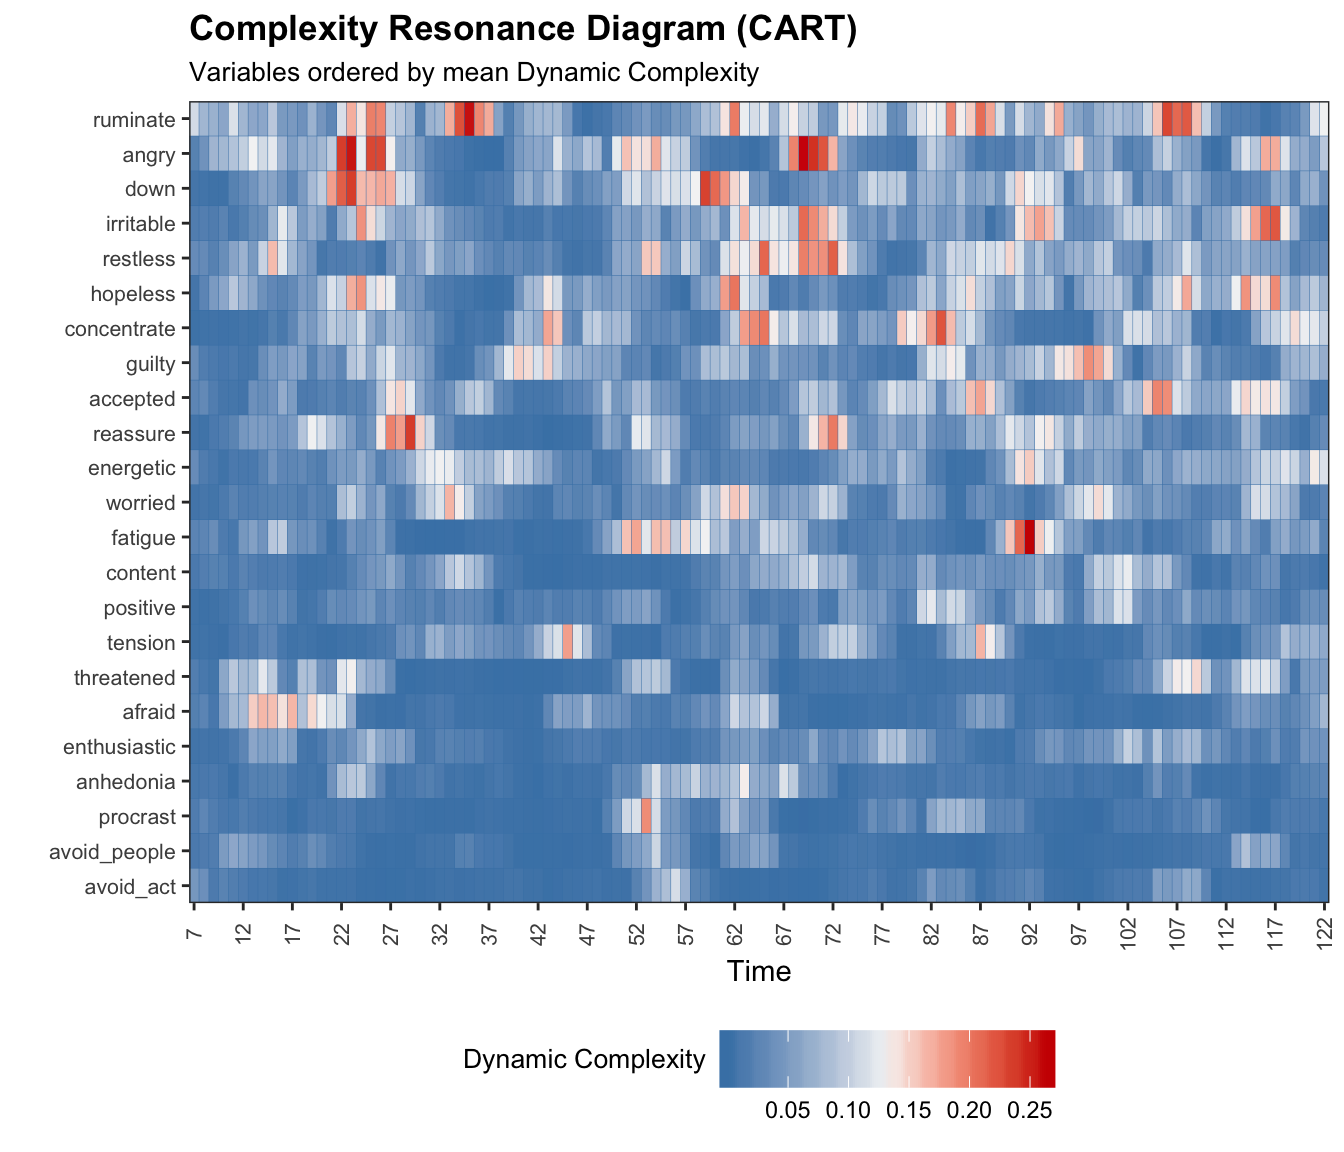 Complexity Resonance Diagram (CART)
Variables ordered by mean Dynamic Complexity
ruminate
angry
down
irritable
restless
hopeless
concentrate
guilty
accepted
reassure
energetic
worried
fatigue
content
positive
tension
threatened
afraid
enthusiastic
anhedonia
procrast
avoid_people
avoid_act
7 12 17 22 27 32 37 42 47 52 57 62 67 72 77 82 87 92 97 102 107 112 117 122
Time
Dynamic Complexity
0.05 0.10 0.15 0.20 0.25